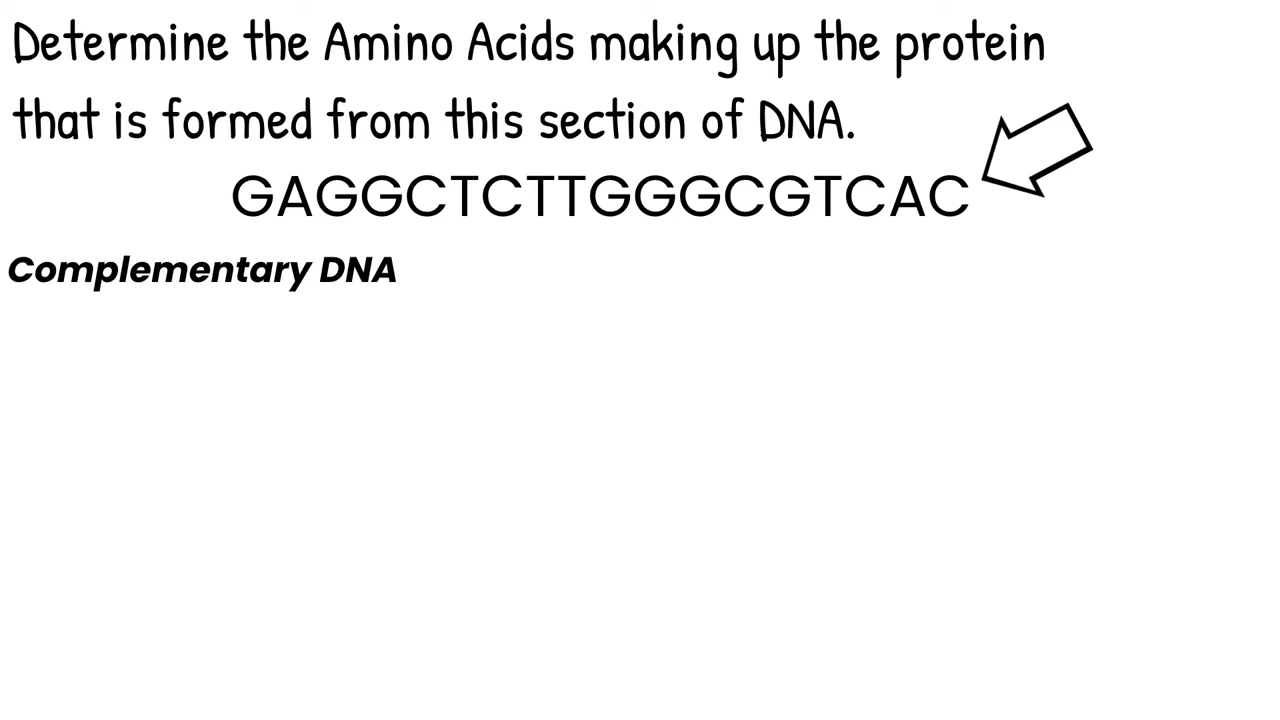 Determine the Amino Acids making up the protein
that is formed from this section of DNA.
GAGGCTCTTGGGCGTCAC
Complementary DNA